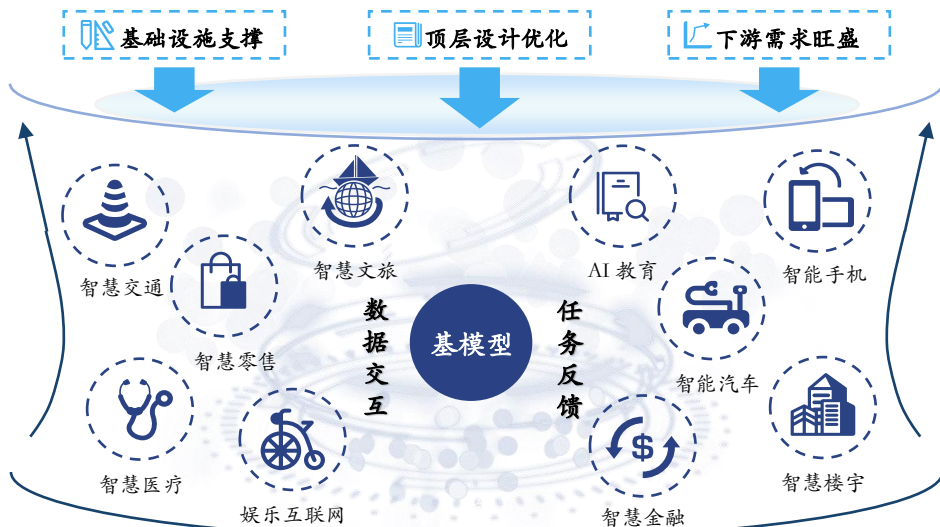 基础设施支撑
顶层设计优化
下游需求旺盛
智慧交通
智慧文旅
AI 教育
智能手机
智慧零售
数据交互
基模型
任务反馈
智能汽车
智慧医疗
娱乐互联网
$
智慧金融
智慧楼宇